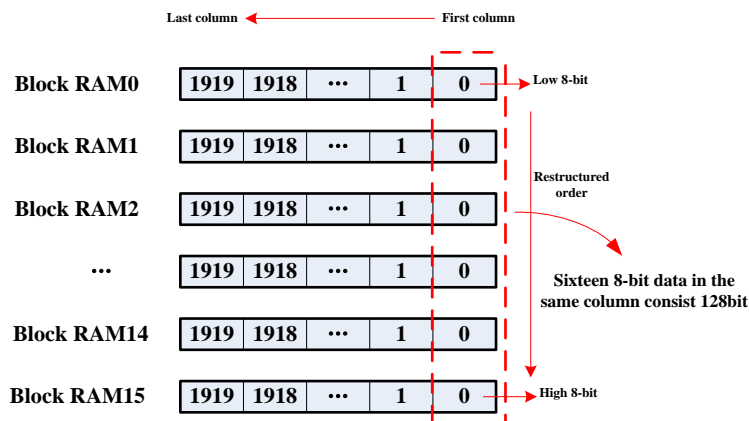 Last column
First column
Block RAM0
1919 1918 ... 1 0
Low 8-bit
Block RAM1
1919 1918 ... 1 0
Restructured
order
Block RAM2
1919 1918 ... 1 0
...
1919 1918 ... 1 0
Sixteen 8-bit data in the
same column consist 128bit
Block RAM14
1919 1918 ... 1 0
Block RAM15
1919 1918 ... 1 0
High 8-bit